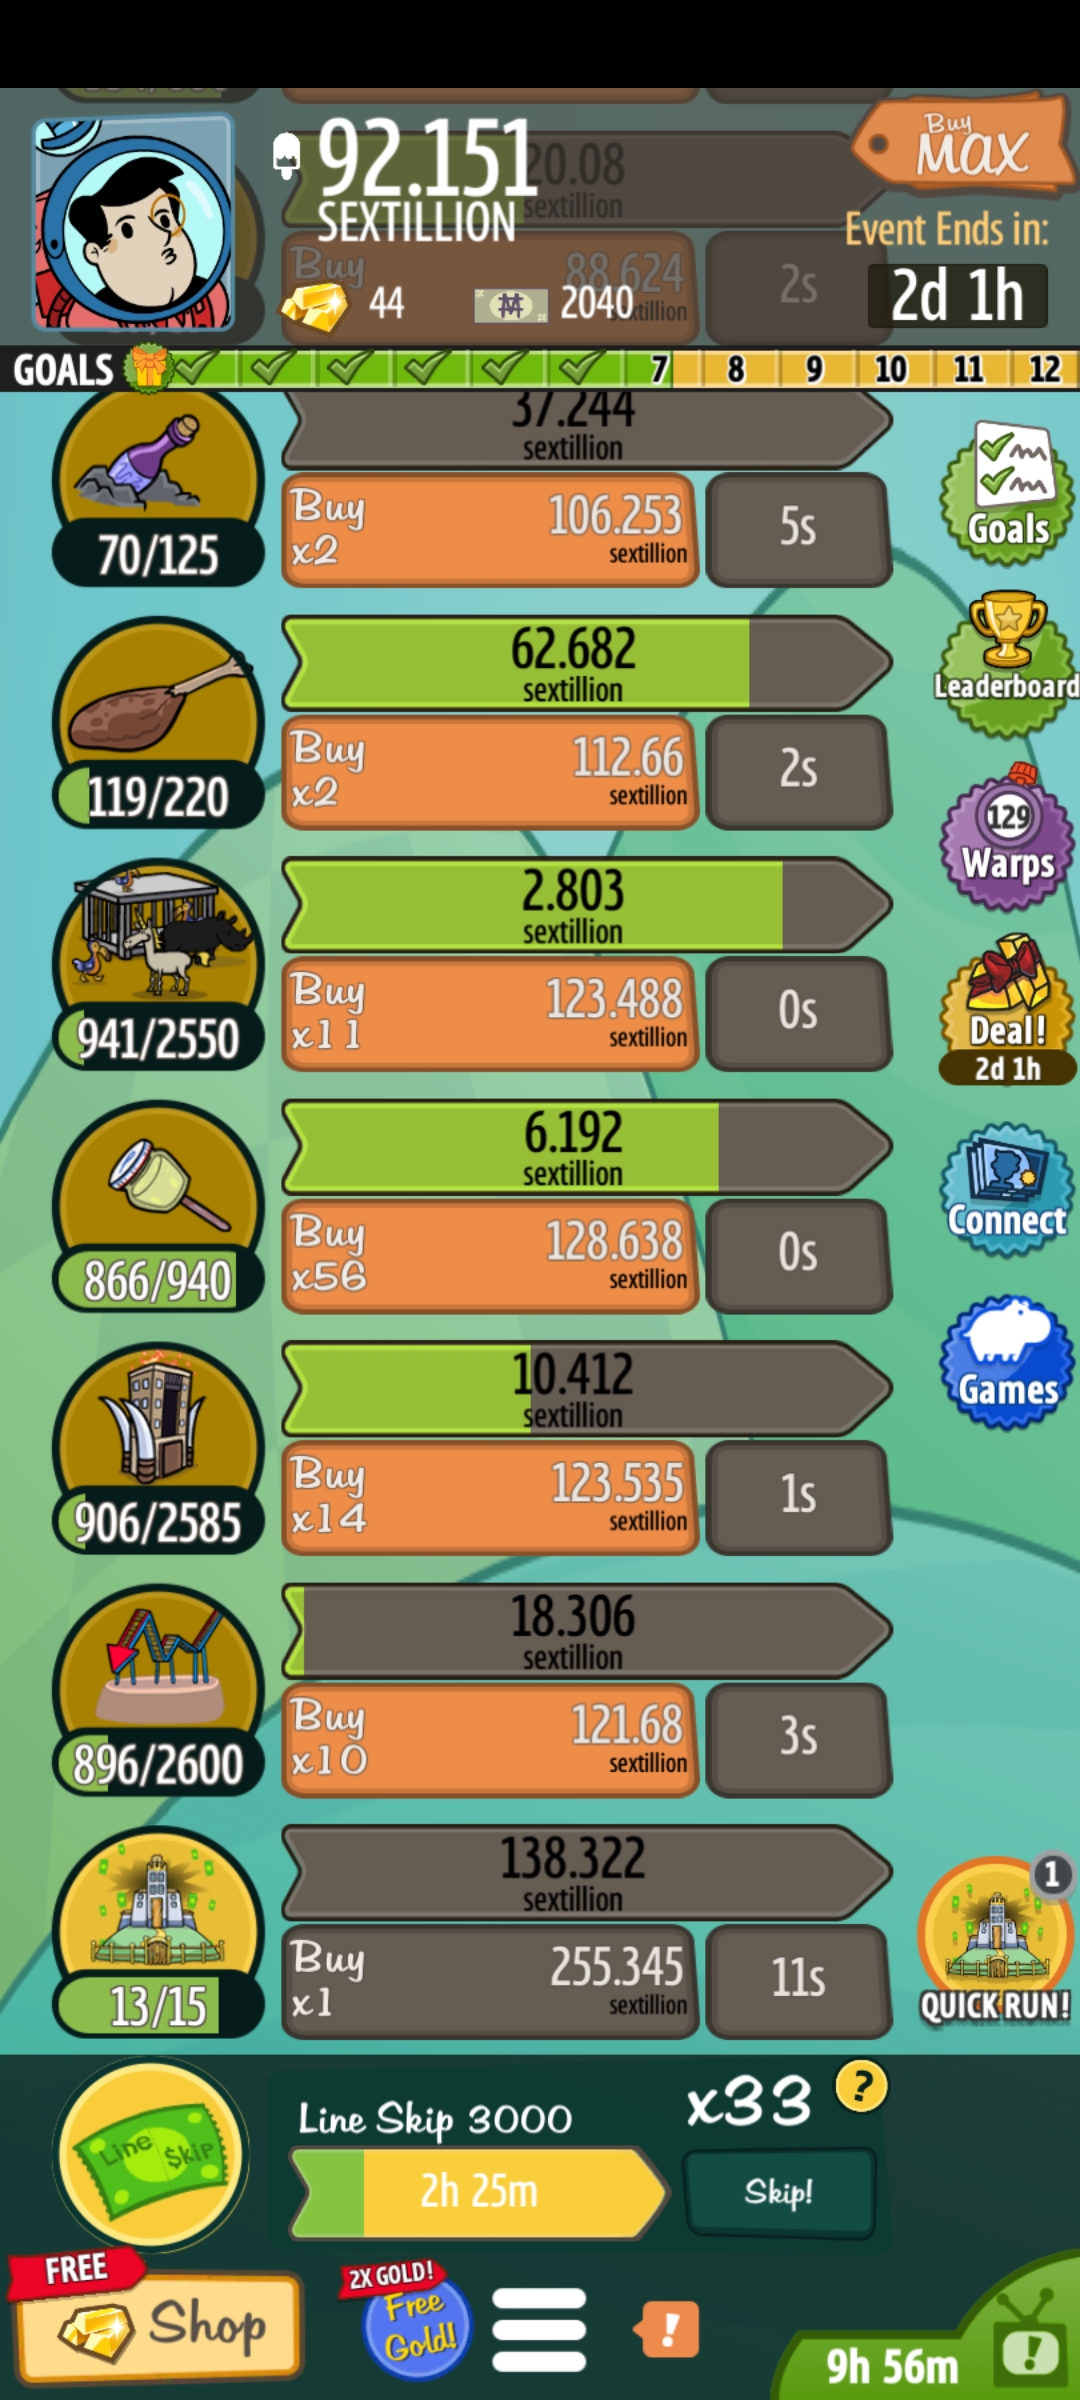 92.151
SEXTILLION
Buy
MAX
20.08
sextillion
Event Ends in:
2d 1h
Buy
88.624
2s
44
2040
GOALS
7
8
9
10
11
12
37.244
sextillion
Buy
x2
106.253
sextillion
5s
70/125
Goals
62.682
sextillion
Buy
x2
112.66
sextillion
2s
119/220
Leaderboard
2.803
sextillion
Buy
x11
123.488
sextillion
0s
941/2550
129
Warps
Deal!
2d 1h
6.192
sextillion
Buy
x56
128.638
sextillion
0s
866/940
Connect
10.412
sextillion
Buy
x14
123.535
sextillion
1s
906/2585
Games
18.306
sextillion
Buy
x10
121.68
sextillion
3s
896/2600
138.322
sextillion
Buy
x1
255.345
sextillion
11s
13/15
1
QUICK RUN!
Line $kip
Line Skip 3000
x33
?
2h 25m
Skip!
FREE
Shop
2X GOLD!
Free
Gold!
!
9h 56m
!